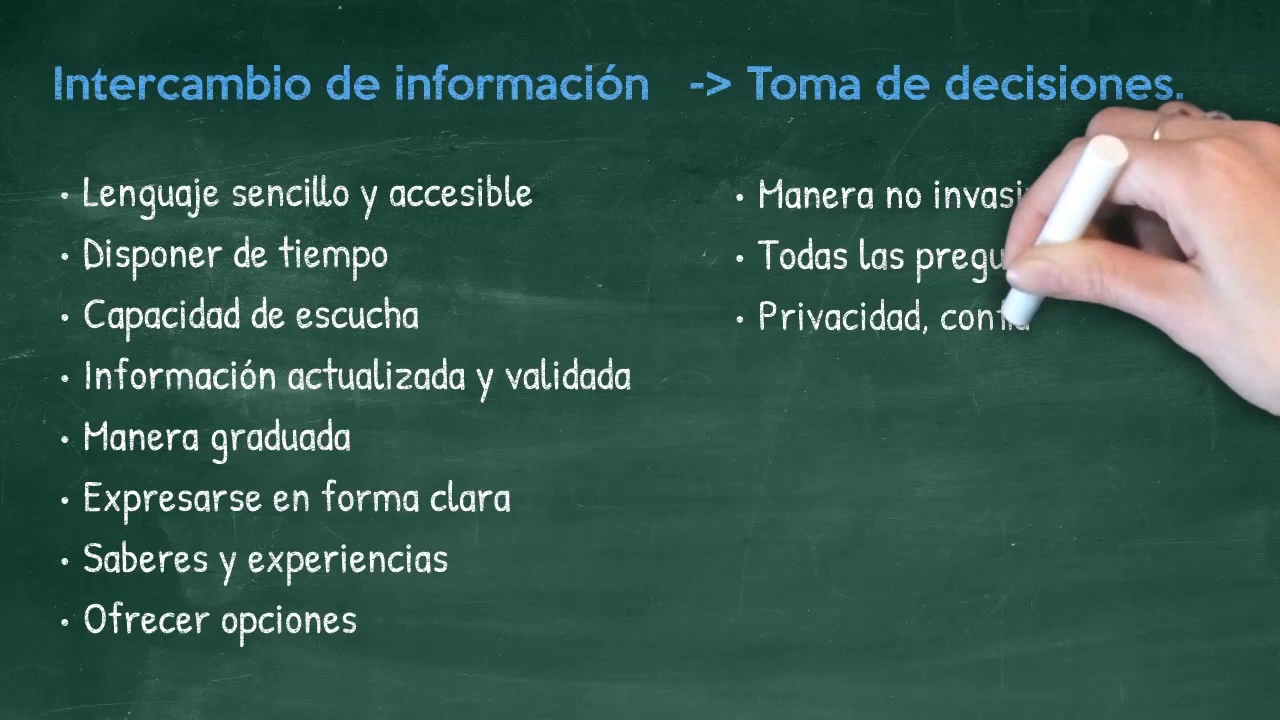 Intercambio de información -> Toma de decisiones.
• Lenguaje sencillo y accesible
• Disponer de tiempo
• Capacidad de escucha
• Información actualizada y validada
• Manera graduada
• Expresarse en forma clara
• Saberes y experiencias
• Ofrecer opciones
• Manera no
• Todas las
• Privacidad,